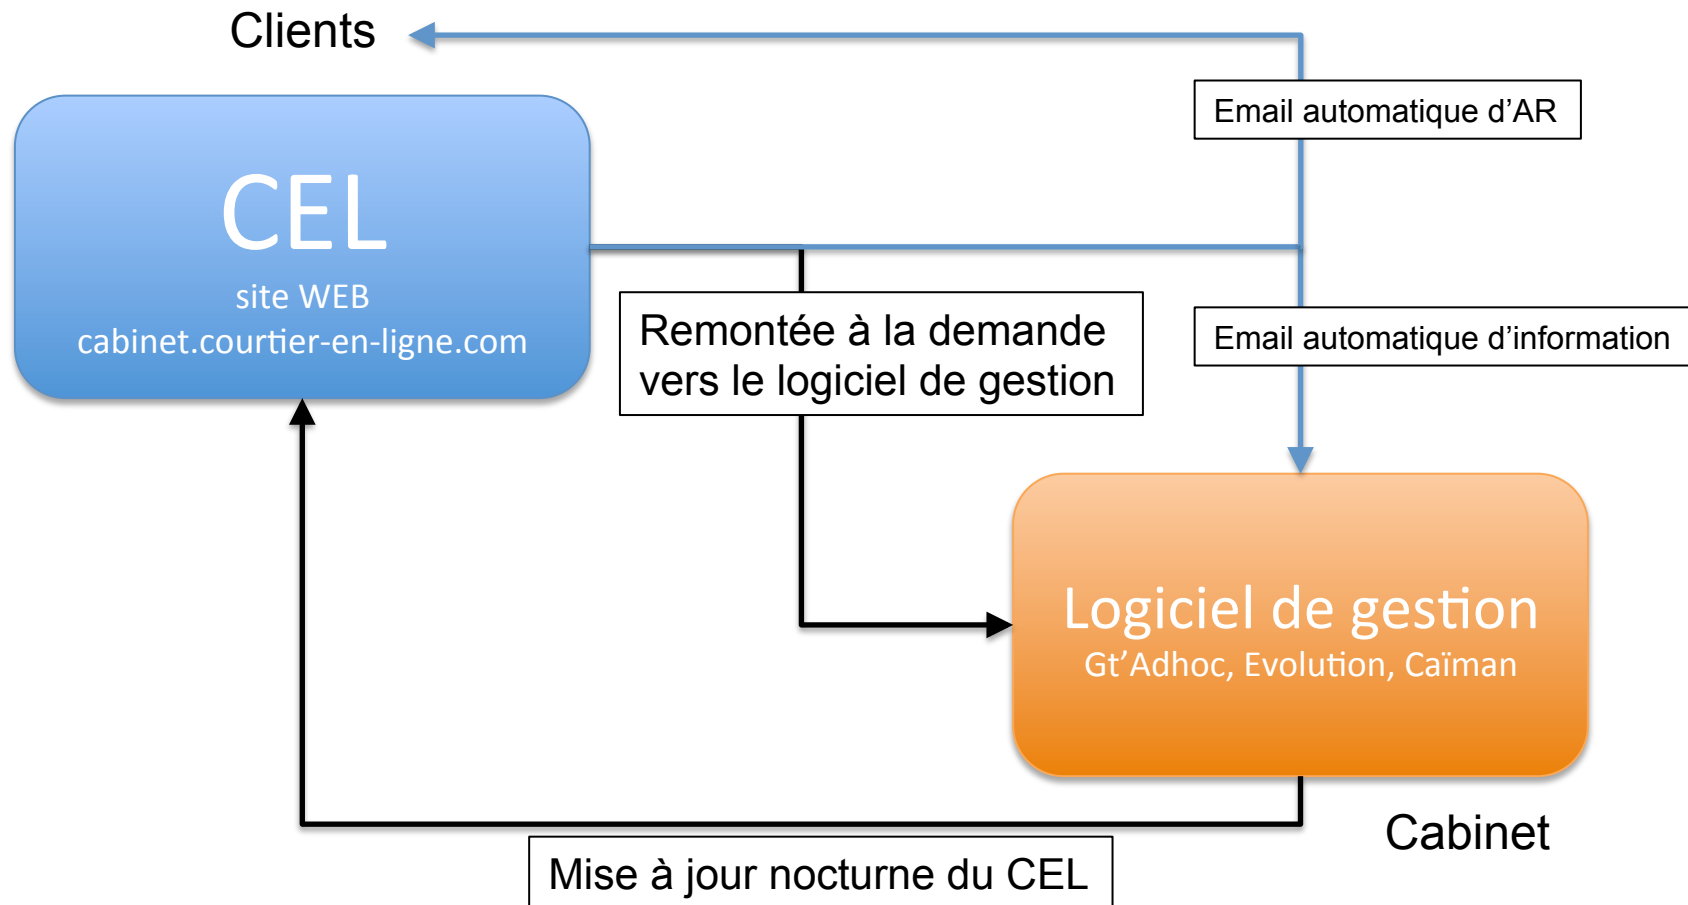 Clients
Email automatique d’AR
CEL
site WEB
cabinet.courtier-en-ligne.com
Remontée à la demande
vers le logiciel de gestion
Email automatique d’information
Logiciel de gestion
Gt’Adhoc, Evolution, Caïman
Cabinet
Mise à jour nocturne du CEL